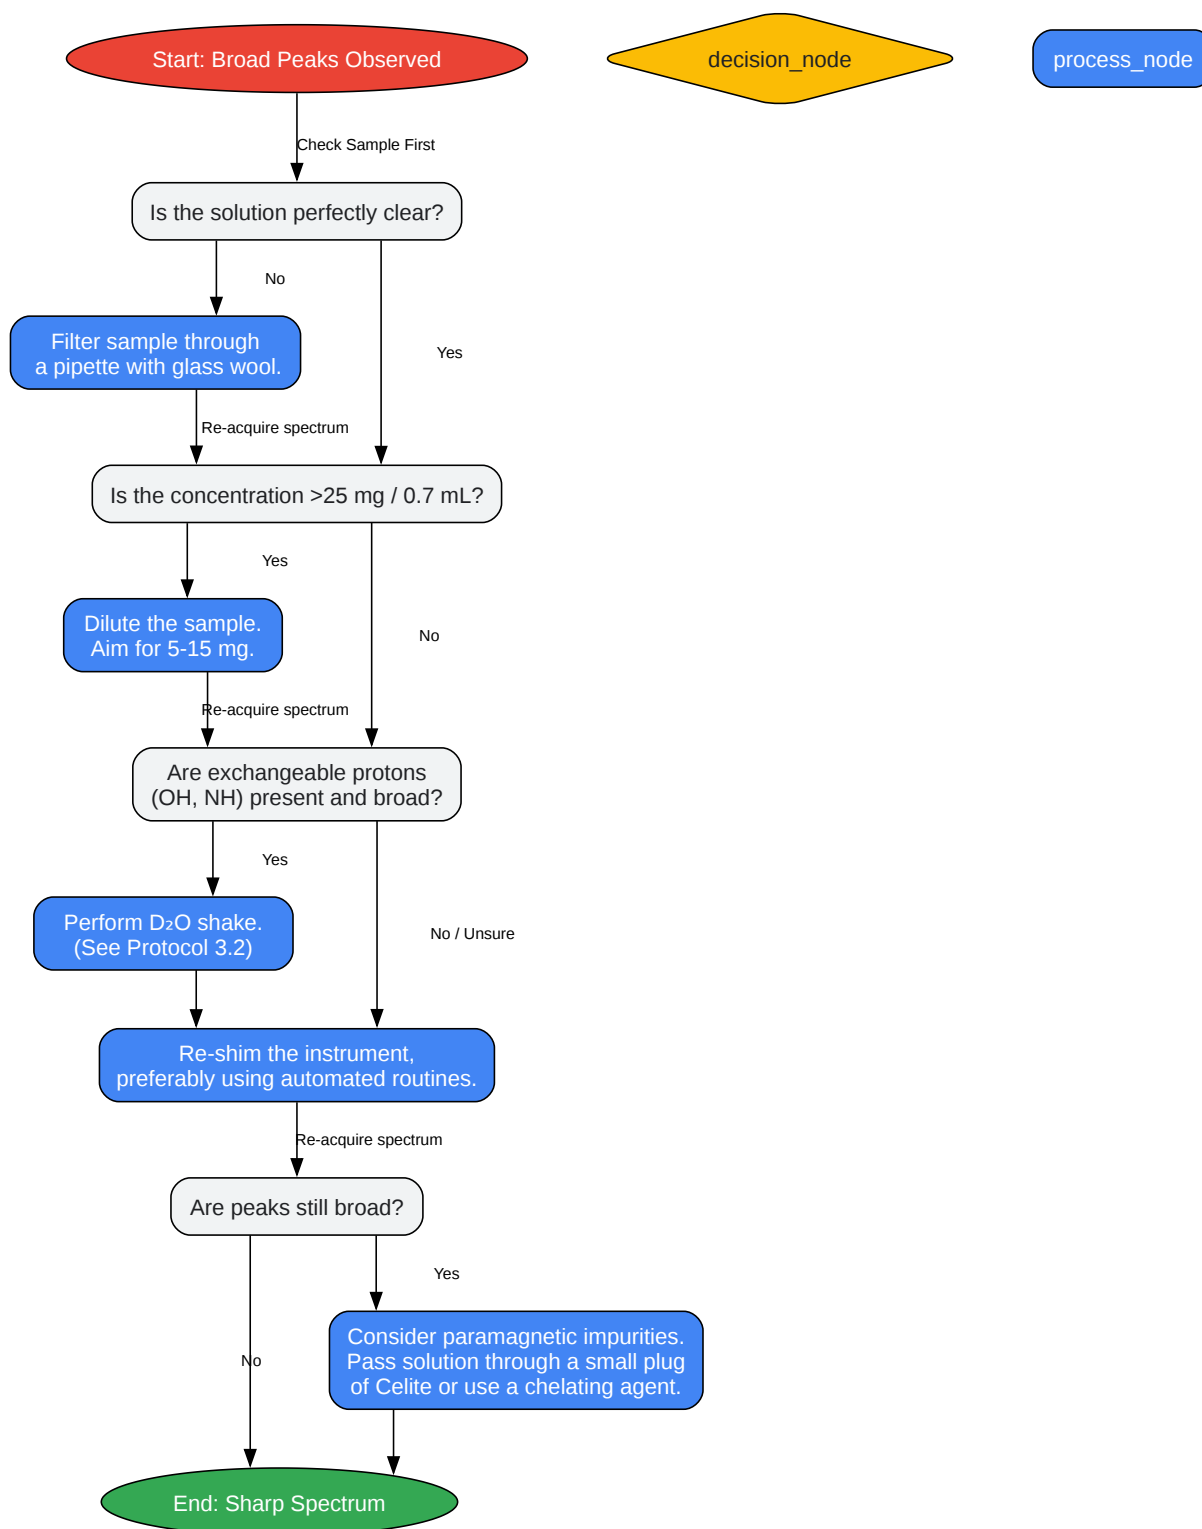 Start: Broad Peaks Observed
decision_node
process_node
Check Sample First
Is the solution perfectly clear?
No
Filter sample through
a pipette with glass wool.
Yes
Re-acquire spectrum
Is the concentration >25 mg / 0.7 mL?
Yes
Dilute the sample.
Aim for 5-15 mg.
No
Re-acquire spectrum
Are exchangeable protons
(OH, NH) present and broad?
Yes
Perform D₂O shake.
(See Protocol 3.2)
No / Unsure
Re-shim the instrument,
preferably using automated routines.
Re-acquire spectrum
Are peaks still broad?
Yes
Consider paramagnetic impurities.
Pass solution through a small plug
of Celite or use a chelating agent.
No
End: Sharp Spectrum